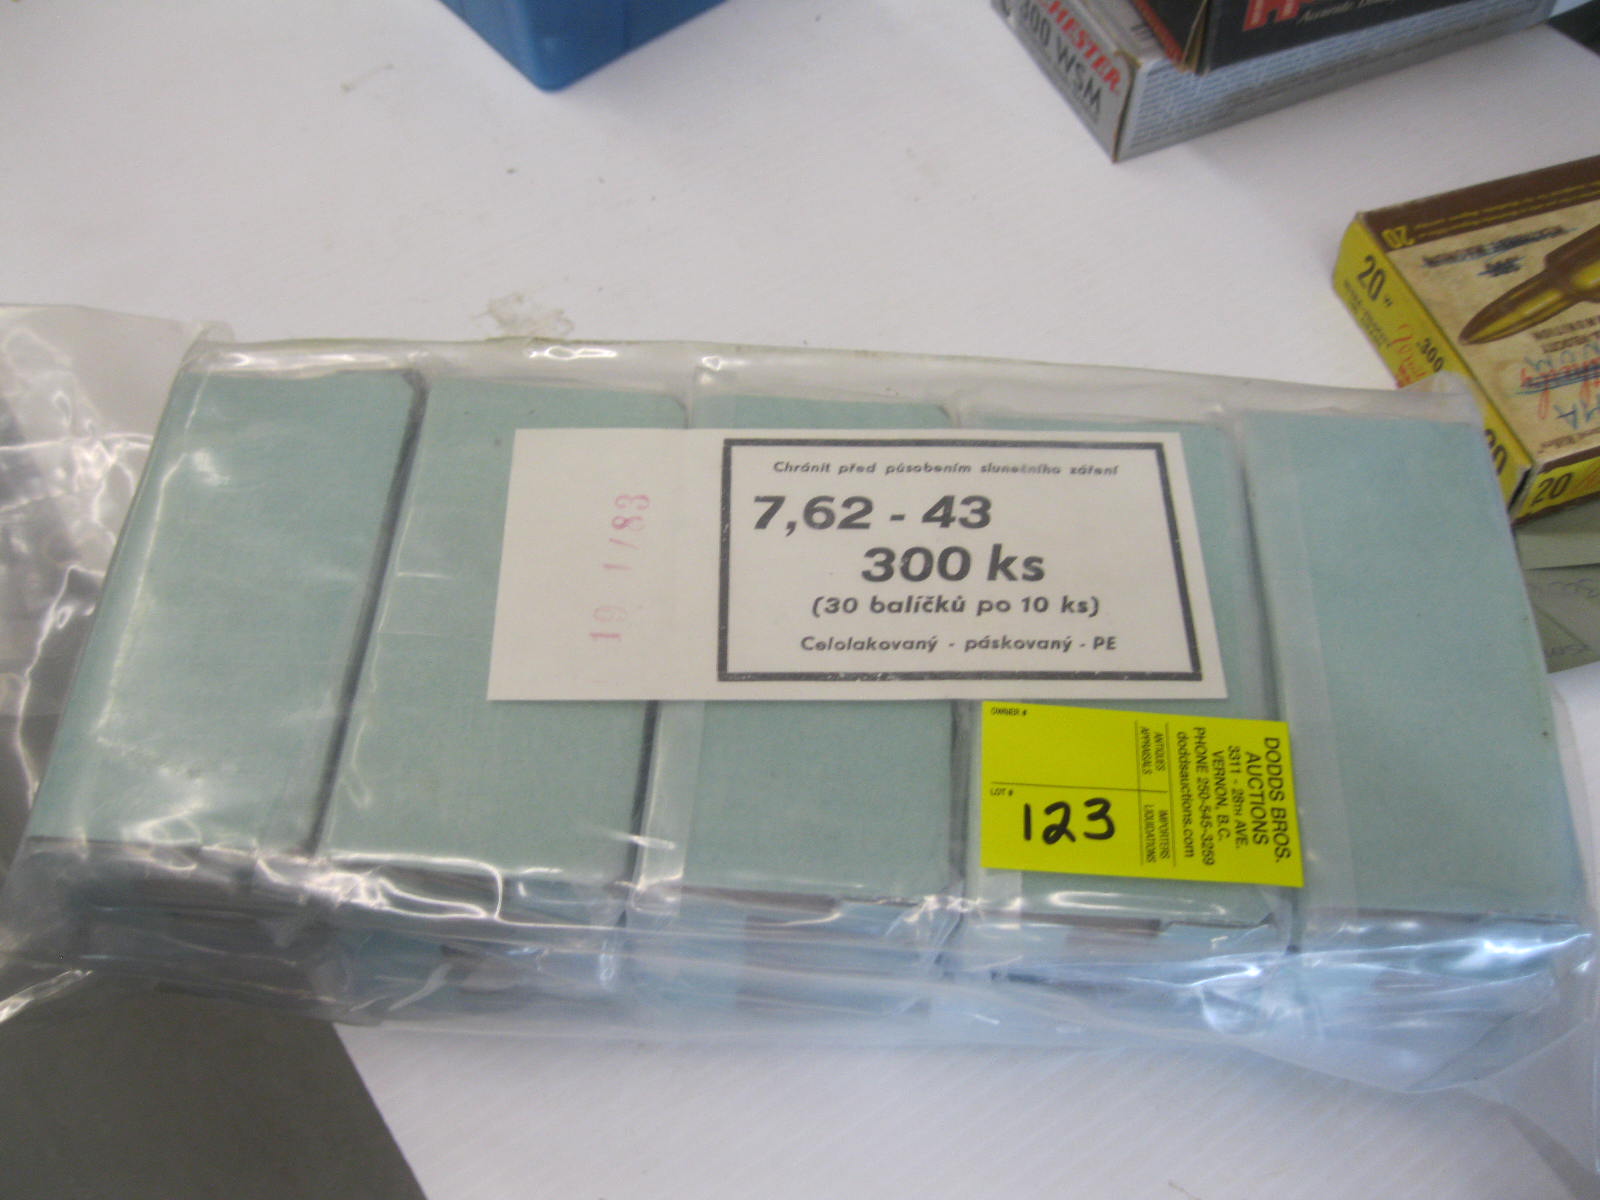 Chránit před působením slunečního záření
7,62 - 43
300 ks
(30 balíčků po 10 ks)
Celolakovaný - páskovaný - PE
19 1/83
OWNER #
LOT #
123
DODDS BROS.
AUCTIONS
3311 - 28TH AVE.
VERNON, B.C.
PHONE 250-545-3259
doddsauctions.com
ANTIQUES
APPRAISALS
IMPORTERS
LIQUIDATIONS
300 WSM
20
20
300
20